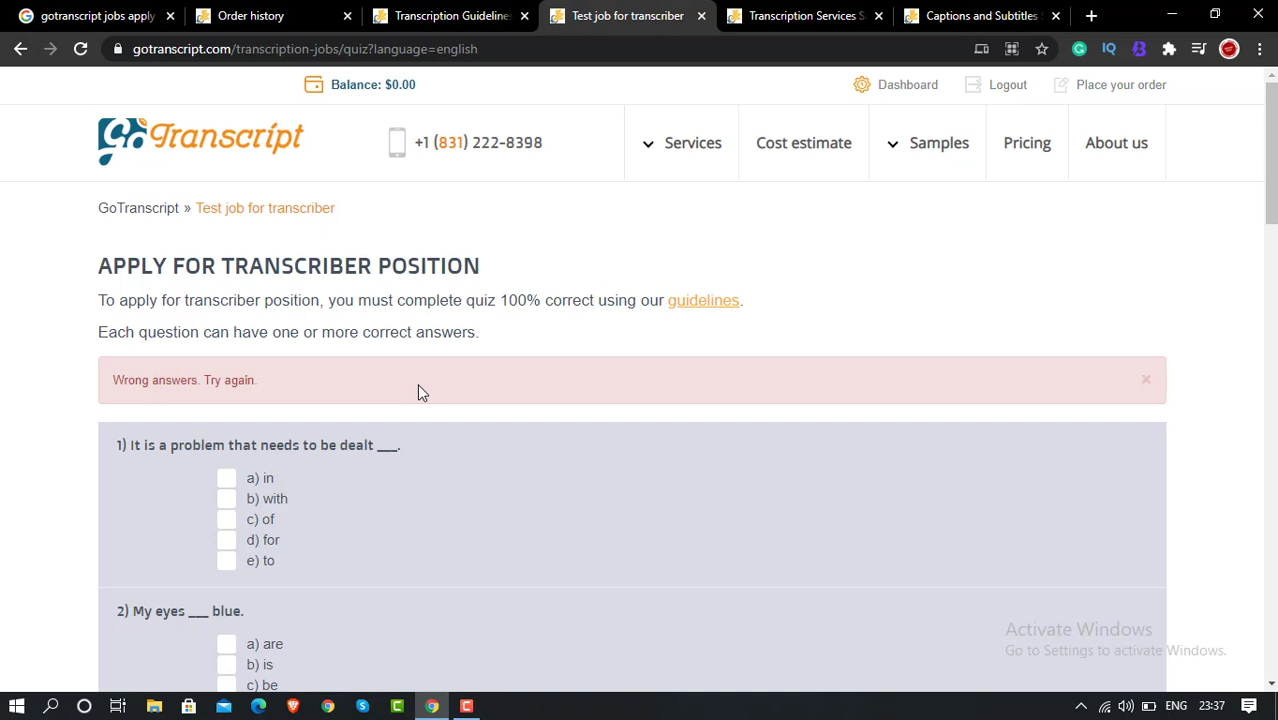 gotranscript jobs apply
Order history
Transcription Guideline
Test job for transcriber
Transcription Services S
Captions and Subtitles
gotranscript.com/transcription-jobs/quiz?language=english
Balance: $0.00
Dashboard
Logout
Place your order
GoTranscript
+1 (831) 222-8398
Services
Cost estimate
Samples
Pricing
About us
GoTranscript » Test job for transcriber
APPLY FOR TRANSCRIBER POSITION
To apply for transcriber position, you must complete quiz 100% correct using our guidelines.
Each question can have one or more correct answers.
Wrong answers. Try again.
1) It is a problem that needs to be dealt ___.
a) in
b) with
c) of
d) for
e) to
2) My eyes ___ blue.
a) are
b) is
c) be
Activate Windows
Go to Settings to activate Windows.
ENG
23:37